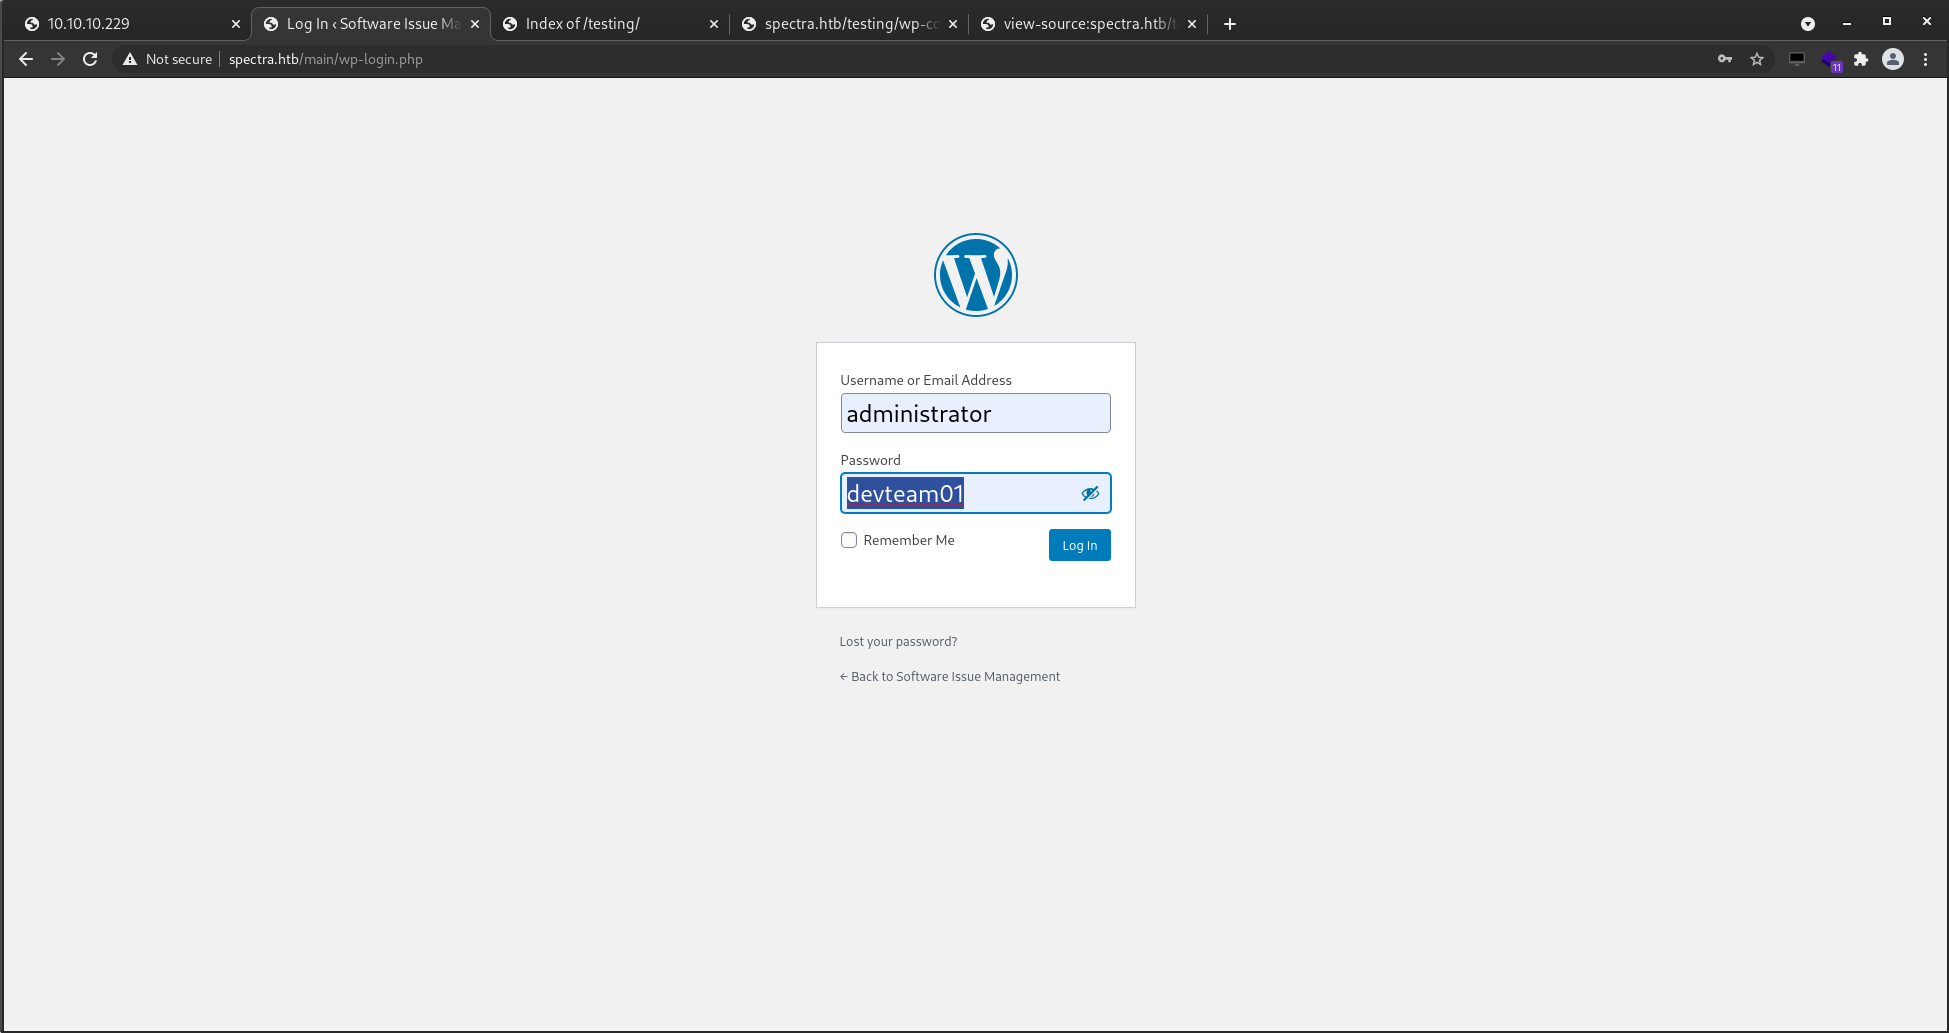 10.10.10.229
Log In ‹ Software Issue Ma
Index of /testing/
spectra.htb/testing/wp-co
view-source:spectra.htb/t
Not secure
spectra.htb/main/wp-login.php
11
Username or Email Address
administrator
Password
devteam01
Remember Me
Log In
Lost your password?
← Back to Software Issue Management